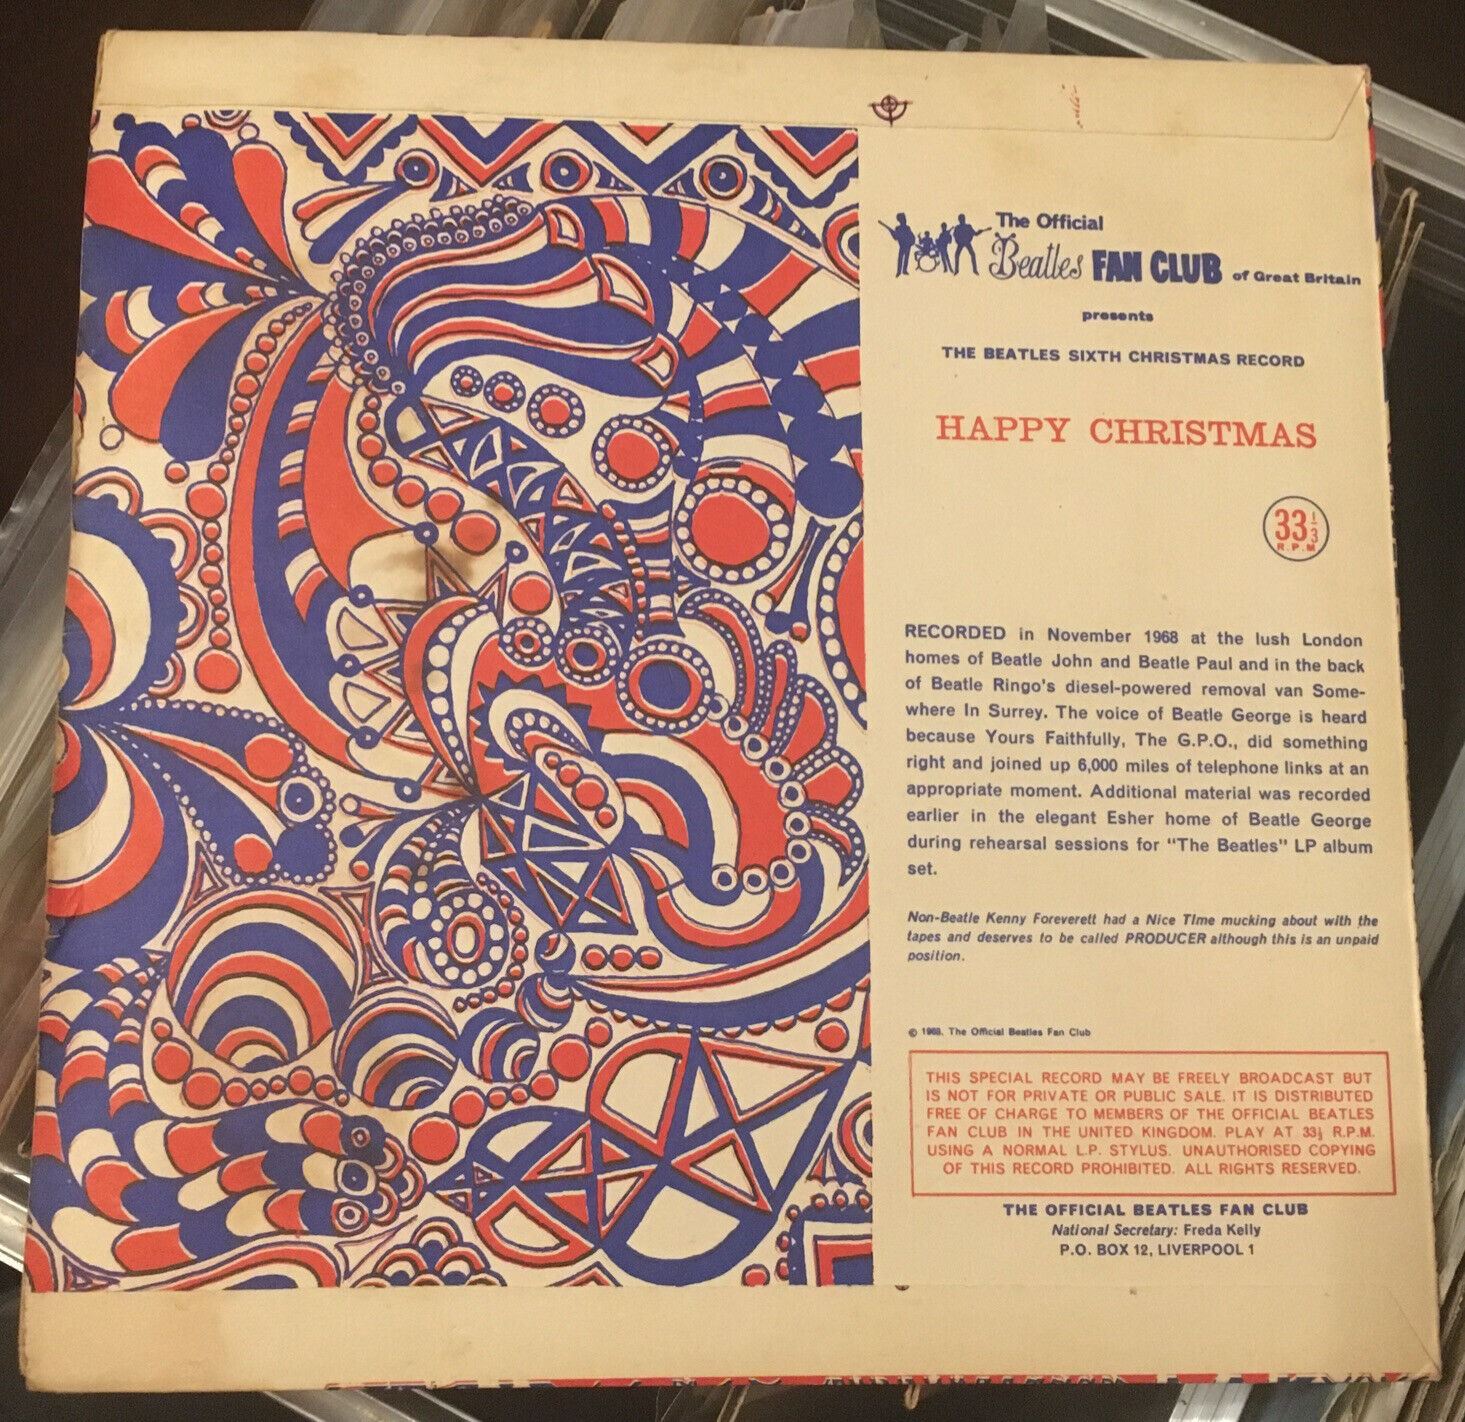 The Official
Beatles FAN CLUB of Great Britain
presents
THE BEATLES SIXTH CHRISTMAS RECORD
HAPPY CHRISTMAS
33⅓
R.P.M
RECORDED in November 1968 at the lush London
homes of Beatle John and Beatle Paul and in the back
of Beatle Ringo's diesel-powered removal van Some-
where In Surrey. The voice of Beatle George is heard
because Yours Faithfully, The G.P.O., did something
right and joined up 6,000 miles of telephone links at an
appropriate moment. Additional material was recorded
earlier in the elegant Esher home of Beatle George
during rehearsal sessions for "The Beatles" LP album
set.
Non-Beatle Kenny Foreverett had a Nice TIme mucking about with the
tapes and deserves to be called PRODUCER although this is an unpaid
position.
© 1968. The Official Beatles Fan Club
THIS SPECIAL RECORD MAY BE FREELY BROADCAST BUT
IS NOT FOR PRIVATE OR PUBLIC SALE. IT IS DISTRIBUTED
FREE OF CHARGE TO MEMBERS OF THE OFFICIAL BEATLES
FAN CLUB IN THE UNITED KINGDOM. PLAY AT 33⅓ R.P.M.
USING A NORMAL L.P. STYLUS. UNAUTHORISED COPYING
OF THIS RECORD PROHIBITED. ALL RIGHTS RESERVED.
THE OFFICIAL BEATLES FAN CLUB
National Secretary: Freda Kelly
P.O. BOX 12, LIVERPOOL 1